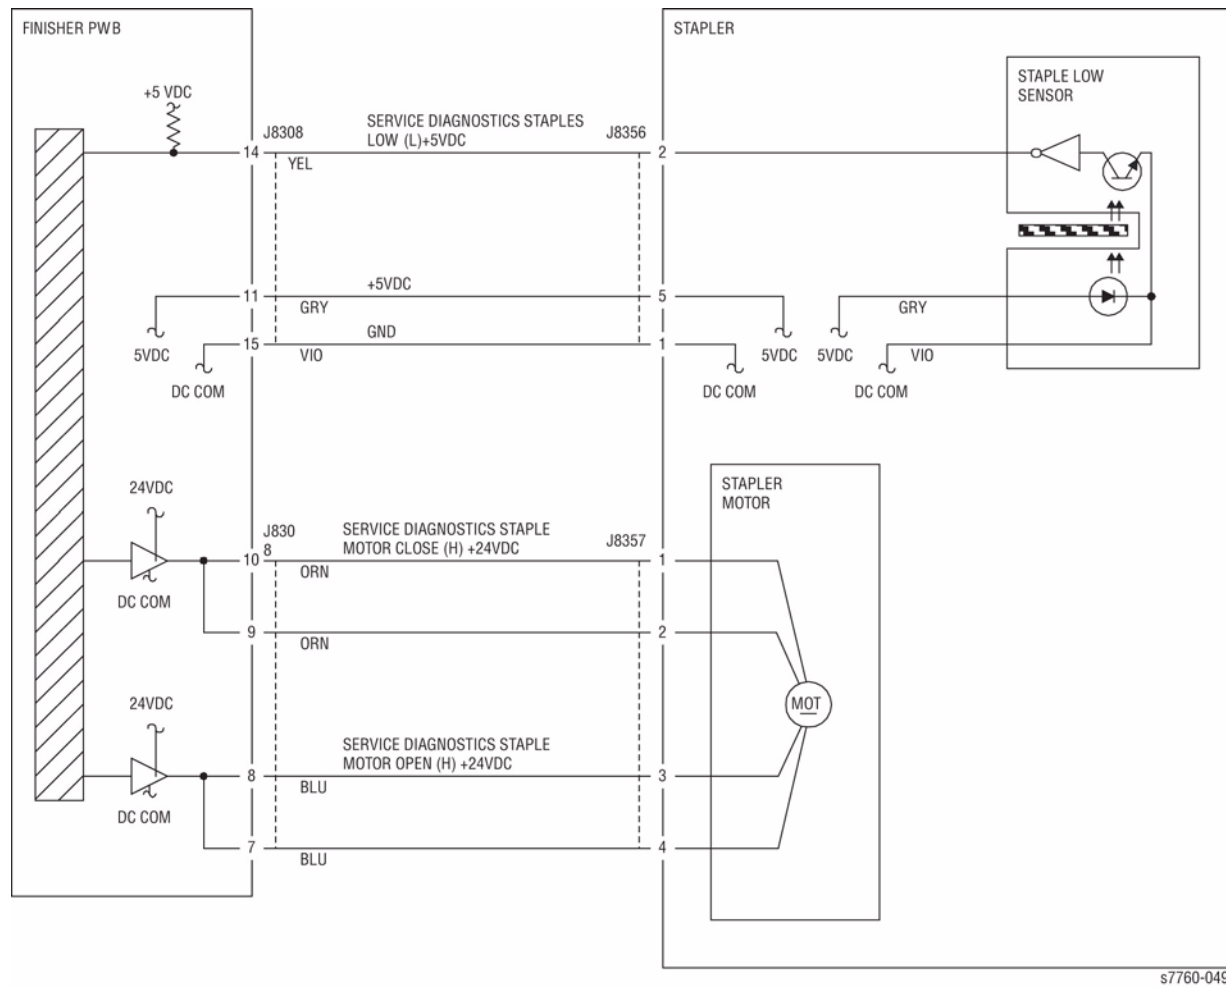 FINISHER PWB
STAPLER
STAPLE LOW
SENSOR
+5 VDC
J8308
SERVICE DIAGNOSTICS STAPLES
LOW (L)+5VDC
J8356
14
YEL
2
11
+5VDC
GRY
5
GRY
5VDC
15
GND
VIO
1
5VDC
5VDC
VIO
DC COM
DC COM
DC COM
24VDC
STAPLER
MOTOR
J830
8
SERVICE DIAGNOSTICS STAPLE
MOTOR CLOSE (H) +24VDC
J8357
10
ORN
1
DC COM
9
ORN
2
24VDC
MOT
SERVICE DIAGNOSTICS STAPLE
MOTOR OPEN (H) +24VDC
8
BLU
3
DC COM
7
BLU
4
s7760-049